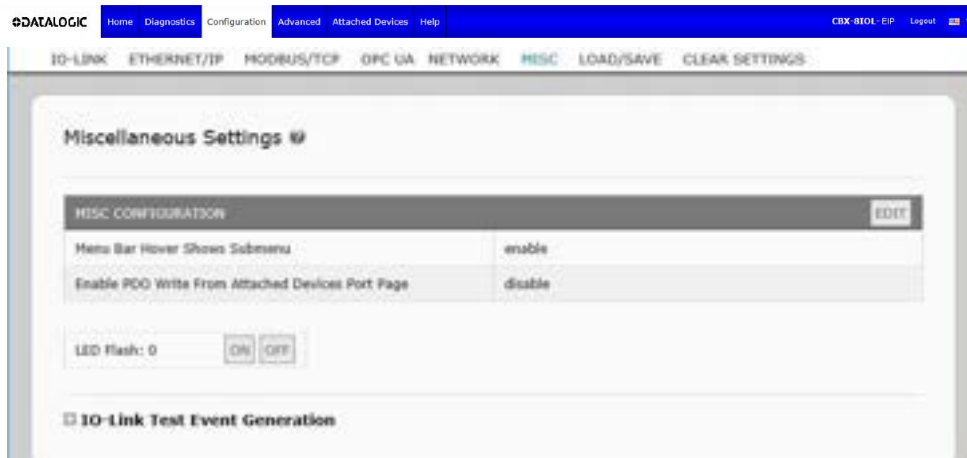 DATALOGIC Home Diagnostics Configuration Advanced Attached Devices Help CBX-8IOL-EIP Logout
IO-LINK ETHERNET/IP MODBUS/TCP OPC UA NETWORK MISC LOAD/SAVE CLEAR SETTINGS
Miscellaneous Settings ?
MISC CONFIGURATION EDIT
Menu Bar Hover Shows Submenu enable
Enable PDO Write From Attached Devices Port Page disable
LED Flash: 0 ON OFF
IO-Link Test Event Generation